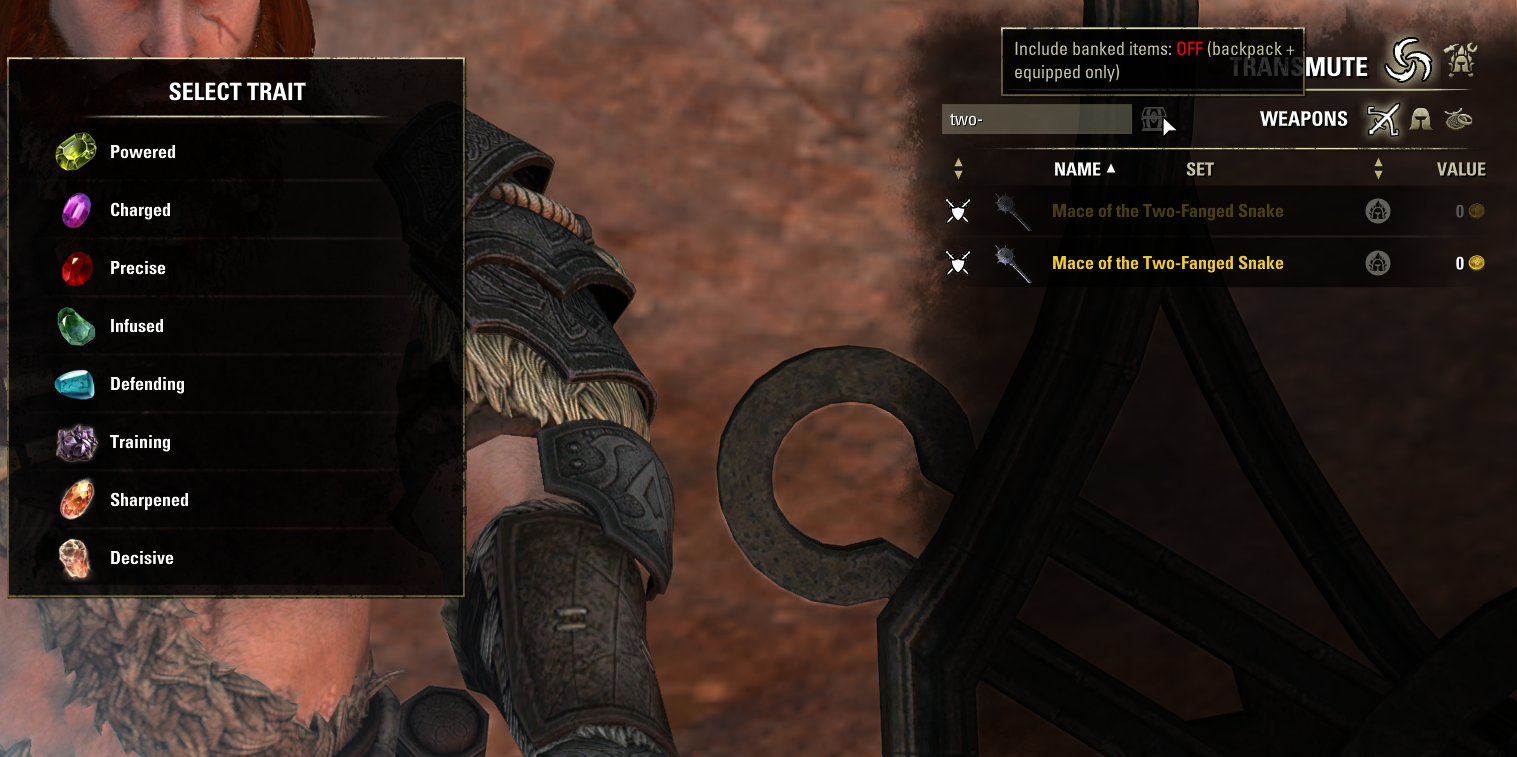 SELECT TRAIT
Powered
Charged
Precise
Infused
Defending
Training
Sharpened
Decisive
Include banked items: OFF (backpack +
equipped only)
TRANSMUTE
two-
WEAPONS
NAME SET VALUE
Mace of the Two-Fanged Snake 0
Mace of the Two-Fanged Snake 0